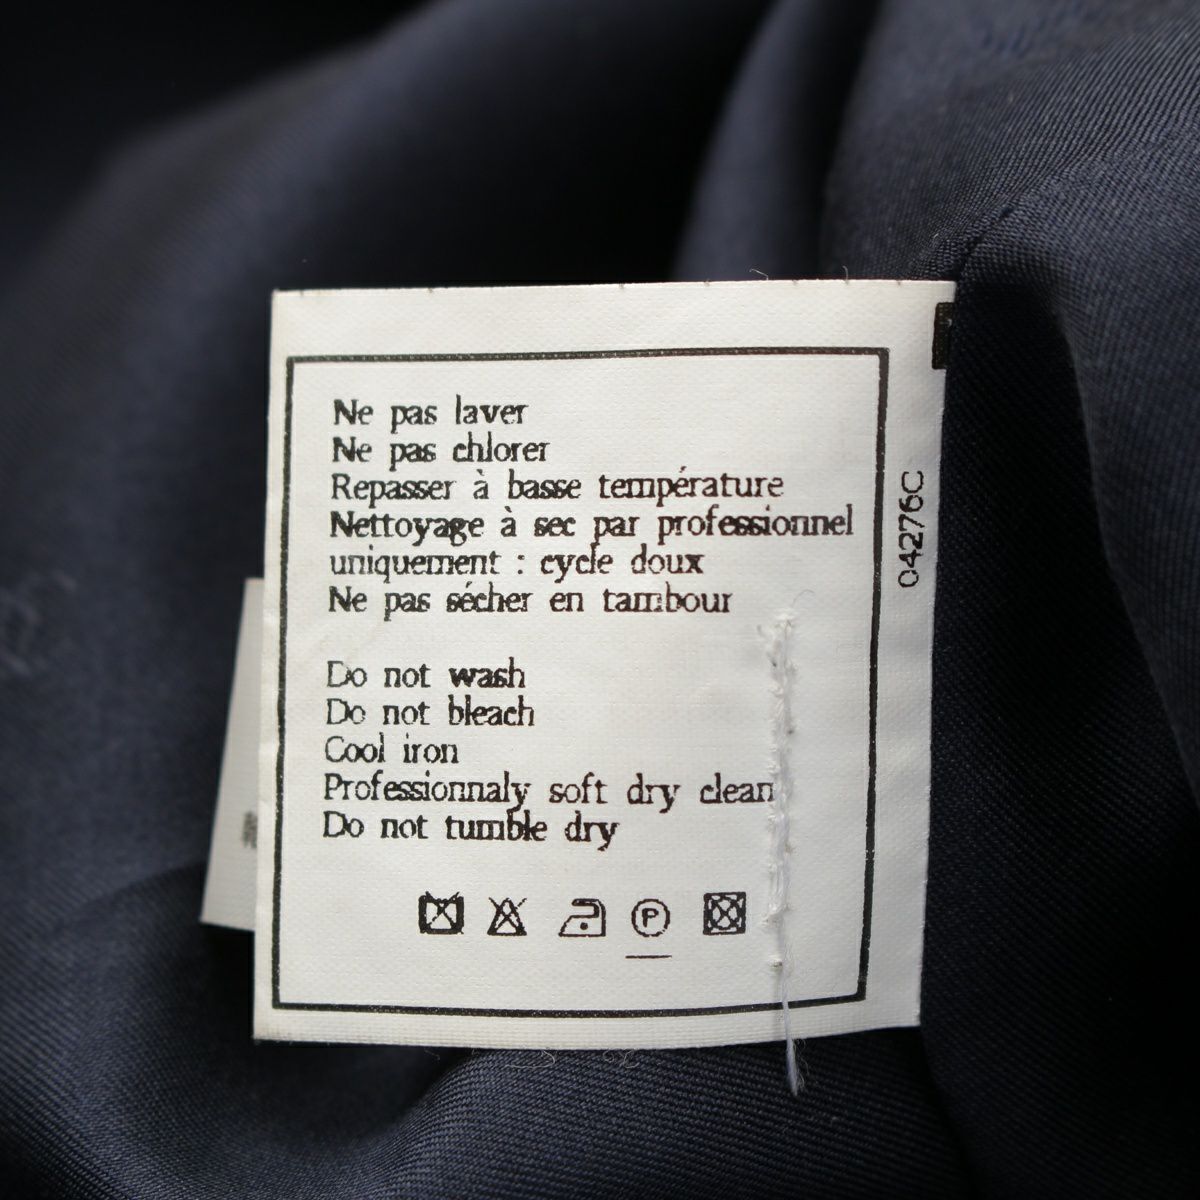 Ne pas laver
Ne pas chlorer
Repasser à basse température
Nettoyage à sec par professionnel
uniquement : cycle doux
Ne pas sécher en tambour
Do not wash
Do not bleach
Cool iron
Professionnaly soft dry clean
Do not tumble dry
P
04276C